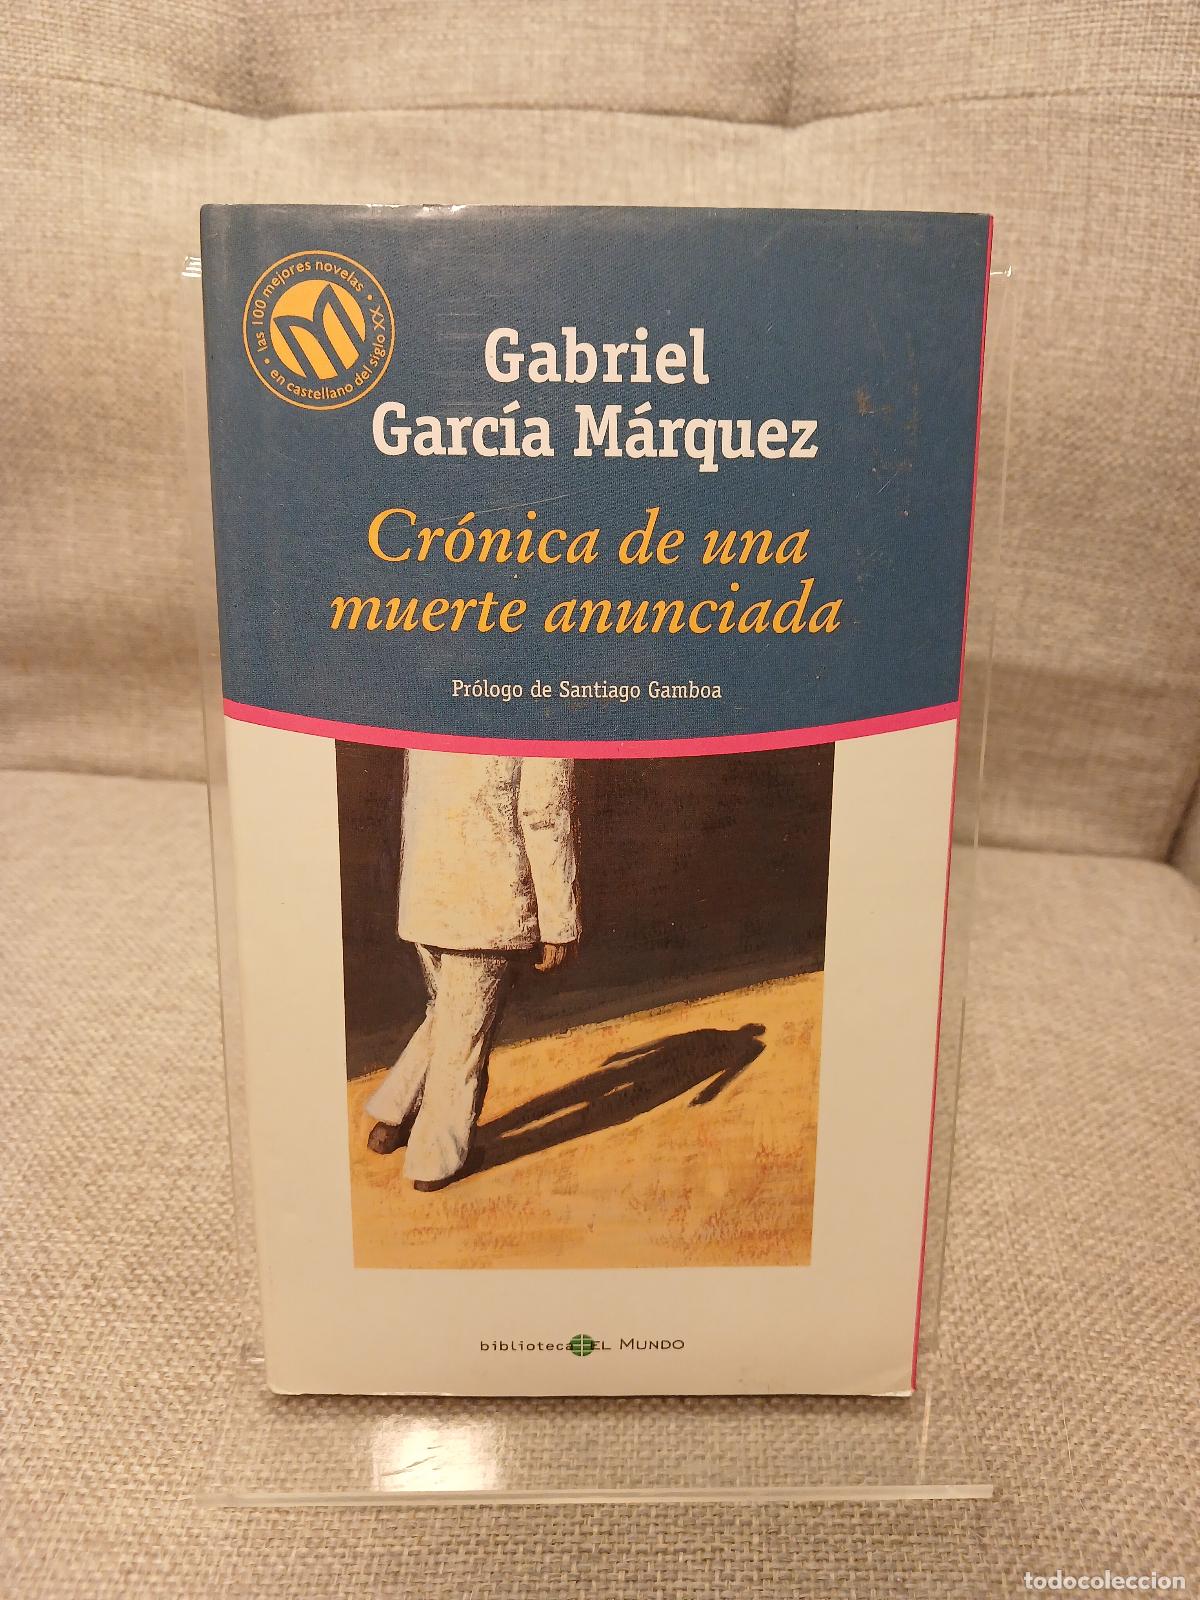 las 100 mejores novelas
en castellano del siglo XX
Gabriel
García Márquez
Crónica de una
muerte anunciada
Prólogo de Santiago Gamboa
biblioteca EL MUNDO
todocoleccion